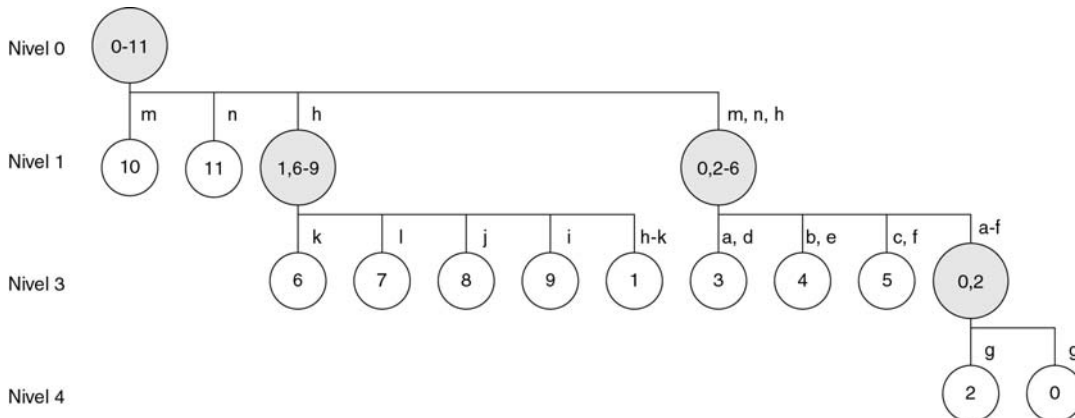 Nivel 0
0-11
m
n
h
m, n, h
Nivel 1
10
11
1,6-9
0,2-6
k
l
j
i
h-k
a, d
b, e
c, f
a-f
Nivel 3
6
7
8
9
1
3
4
5
0,2
g
g
Nivel 4
2
0